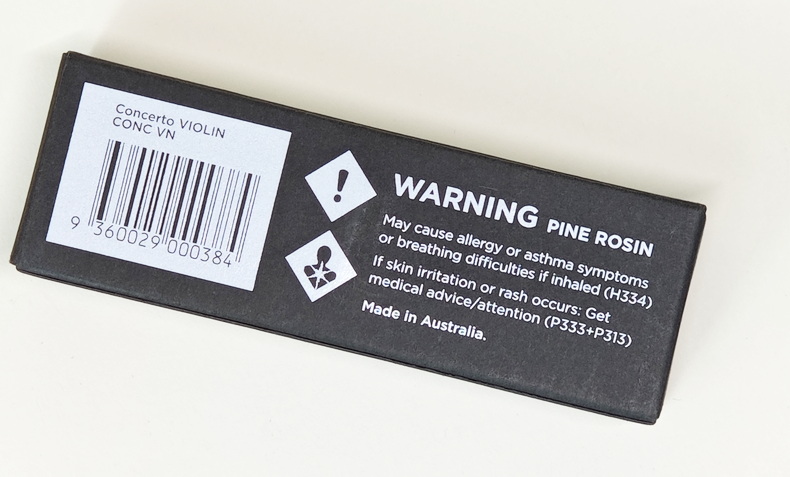 Concerto VIOLIN
CONC VN
9 360029 000384
WARNING PINE ROSIN
May cause allergy or asthma symptoms
or breathing difficulties if inhaled (H334)
If skin irritation or rash occurs: Get
medical advice/attention (P333+P313)
Made in Australia.